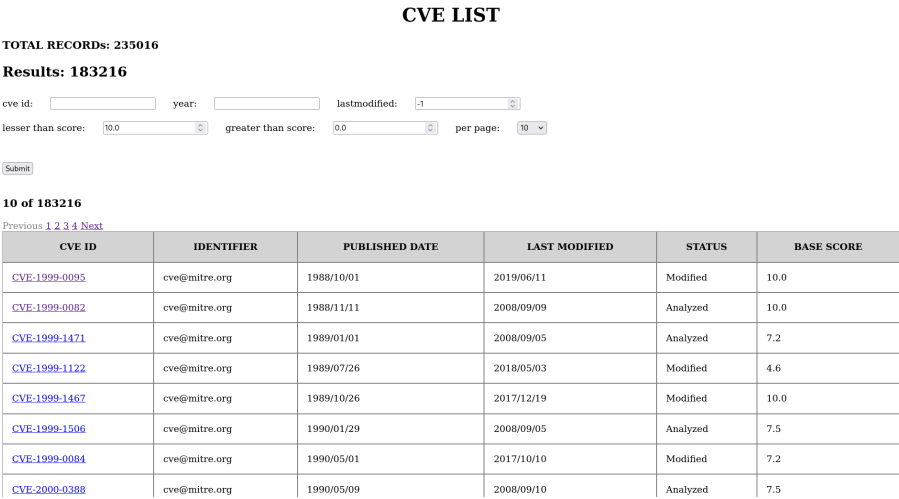 CVE LIST
TOTAL RECORDs: 235016
Results: 183216
cve id: year: lastmodified: -1
lesser than score: 10.0 greater than score: 0.0 per page: 10
Submit
10 of 183216
Previous 1 2 3 4 Next
CVE ID IDENTIFIER PUBLISHED DATE LAST MODIFIED STATUS BASE SCORE
CVE-1999-0095 cve@mitre.org 1988/10/01 2019/06/11 Modified 10.0
CVE-1999-0082 cve@mitre.org 1988/11/11 2008/09/09 Analyzed 10.0
CVE-1999-1471 cve@mitre.org 1989/01/01 2008/09/05 Analyzed 7.2
CVE-1999-1122 cve@mitre.org 1989/07/26 2018/05/03 Modified 4.6
CVE-1999-1467 cve@mitre.org 1989/10/26 2017/12/19 Modified 10.0
CVE-1999-1506 cve@mitre.org 1990/01/29 2008/09/05 Analyzed 7.5
CVE-1999-0084 cve@mitre.org 1990/05/01 2017/10/10 Modified 7.2
CVE-2000-0388 cve@mitre.org 1990/05/09 2008/09/10 Analyzed 7.5